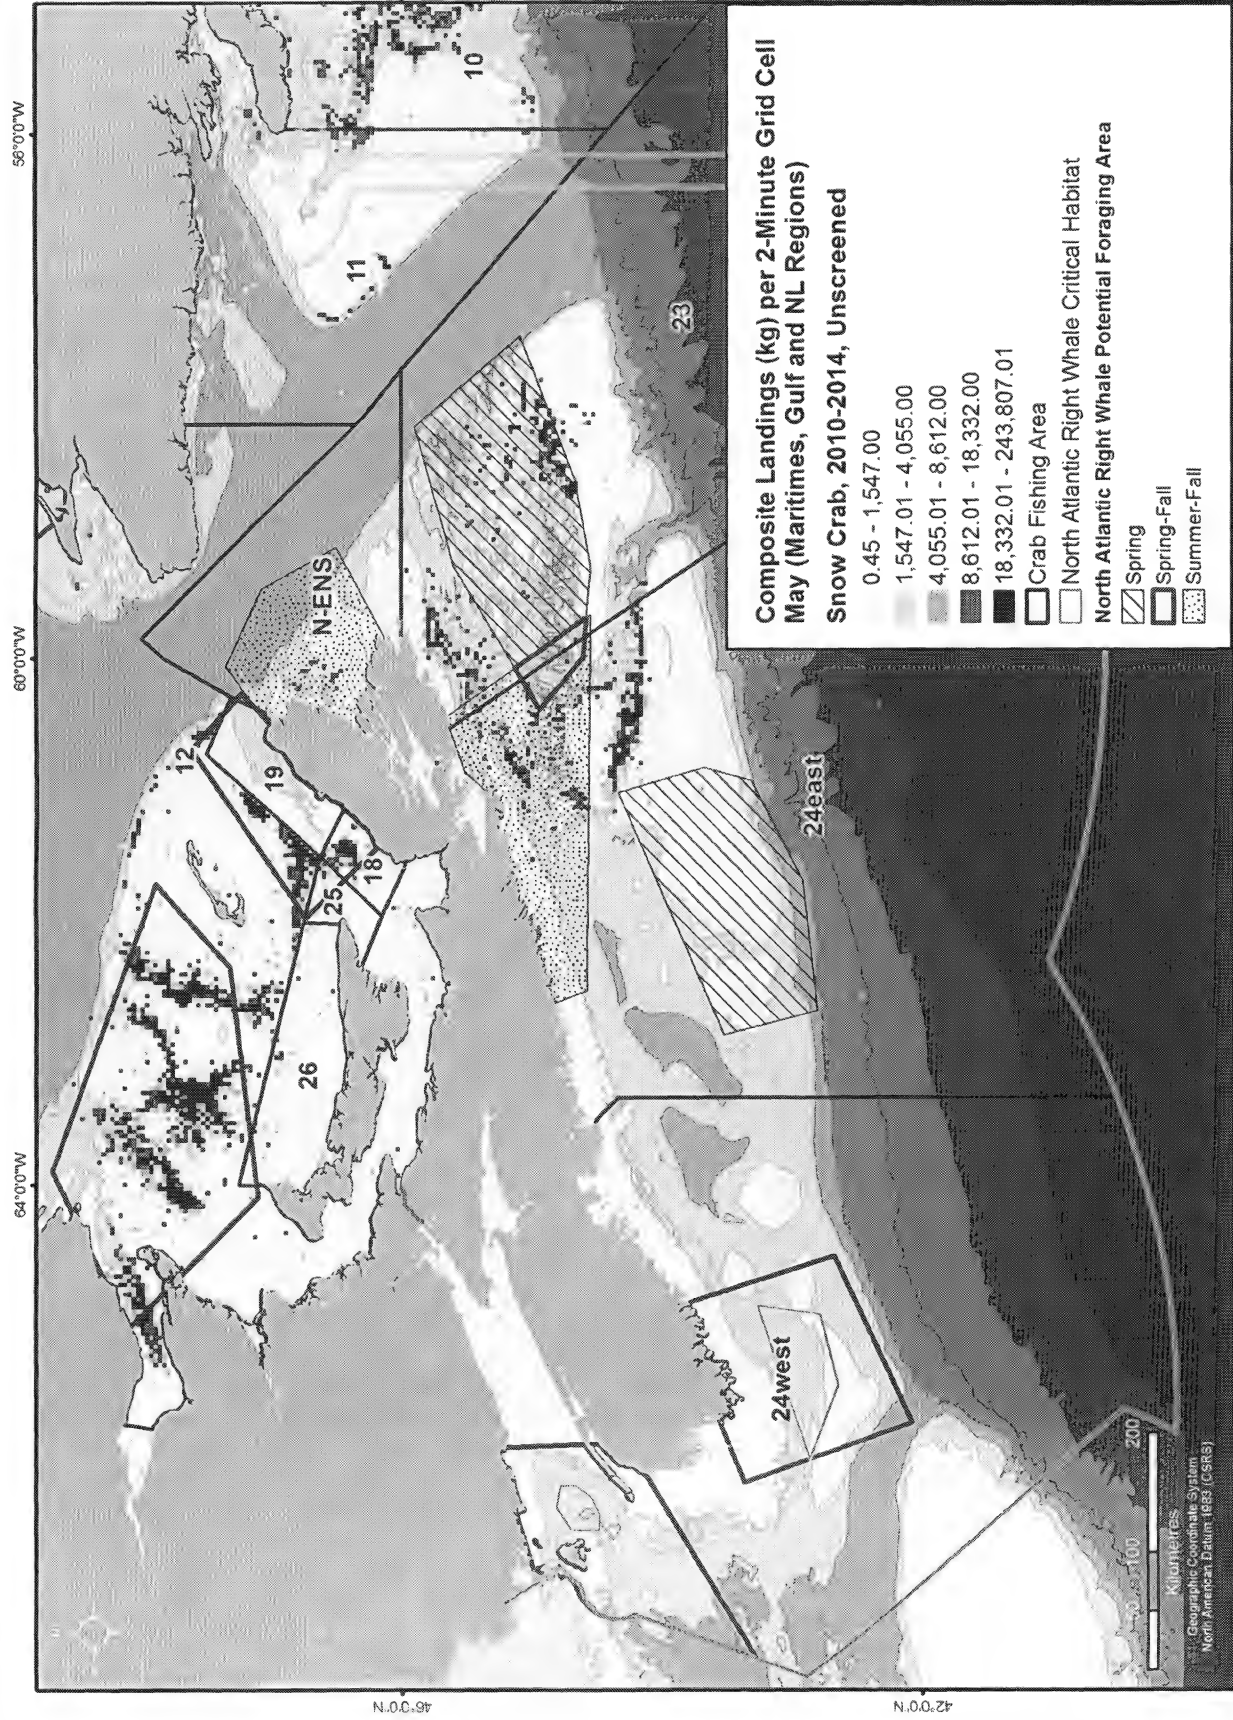 56°0'0"W
60°0'0"W
64°0'0"W
46°0'0"N
42°0'0"N
10
11
12
19
18
25
26
N-ENS
23
24east
24west
Composite Landings (kg) per 2-Minute Grid Cell
May (Maritimes, Gulf and NL Regions)
Snow Crab, 2010-2014, Unscreened
0.45 - 1,547.00
1,547.01 - 4,055.00
4,055.01 - 8,612.00
8,612.01 - 18,332.00
18,332.01 - 243,807.01
Crab Fishing Area
North Atlantic Right Whale Critical Habitat
North Atlantic Right Whale Potential Foraging Area
Spring
Spring-Fall
Summer-Fall
0 100 200
Kilometres
Geographic Coordinate System
North American Datum 1983 (CSRS)